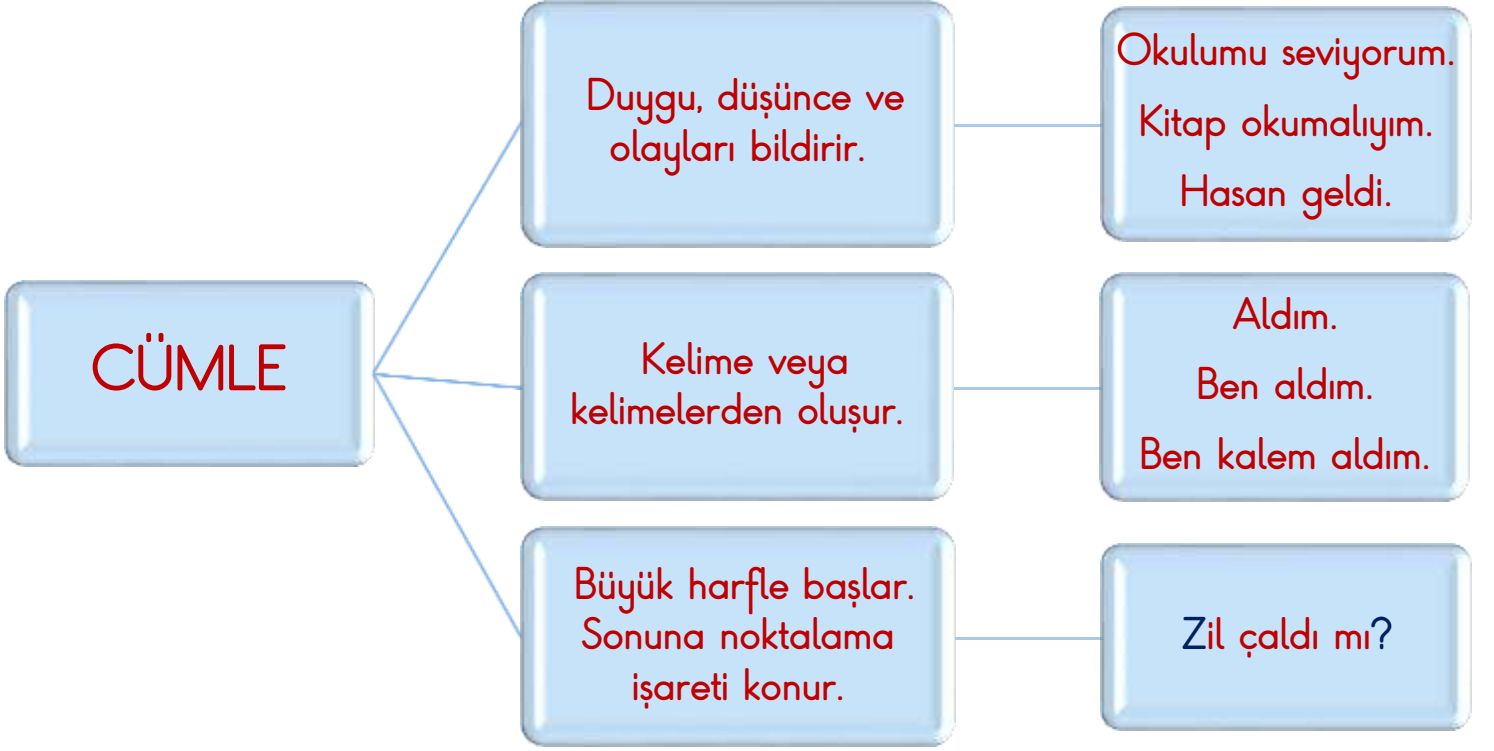 CÜMLE
Duygu, düşünce ve
olayları bildirir.
Okulumu seviyorum.
Kitap okumalıyım.
Hasan geldi.
Kelime veya
kelimelerden oluşur.
Aldım.
Ben aldım.
Ben kalem aldım.
Büyük harfle başlar.
Sonuna noktalama
işareti konur.
Zil çaldı mı?